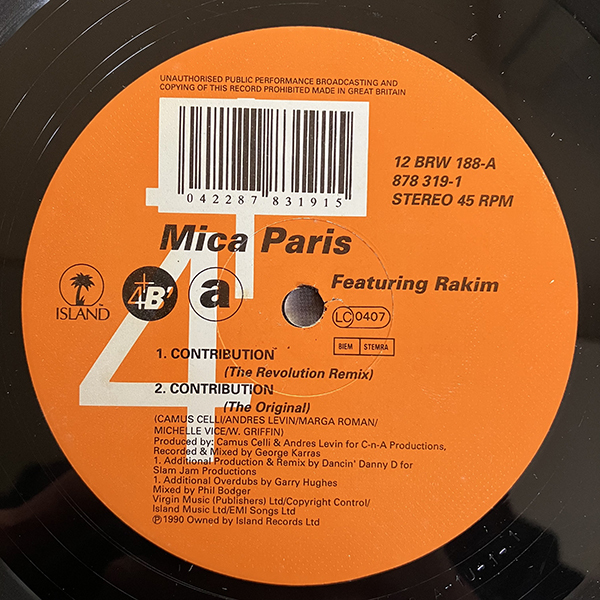 UNAUTHORISED PUBLIC PERFORMANCE BROADCASTING AND
COPYING OF THIS RECORD PROHIBITED MADE IN GREAT BRITAIN
042287 831915
12 BRW 188-A
878 319-1
STEREO 45 RPM
Mica Paris
Featuring Rakim
ISLAND
4 B'
a
LC 0407
BIEM STEMRA
4
1. CONTRIBUTION
(The Revolution Remix)
2. CONTRIBUTION
(The Original)
(CAMUS CELLI/ANDRES LEVIN/MARGA ROMAN/
MICHELLE VICE/W. GRIFFIN)
Produced by: Camus Celli & Andres Levin for C-n-A Productions,
Recorded & Mixed by George Karras
1. Additional Production & Remix by Dancin' Danny D for
Slam Jam Productions
1. Additional Overdubs by Garry Hughes
Mixed by Phil Bodger
Virgin Music (Publishers) Ltd/Copyright Control/
Island Music Ltd/EMI Songs Ltd
℗1990 Owned by Island Records Ltd